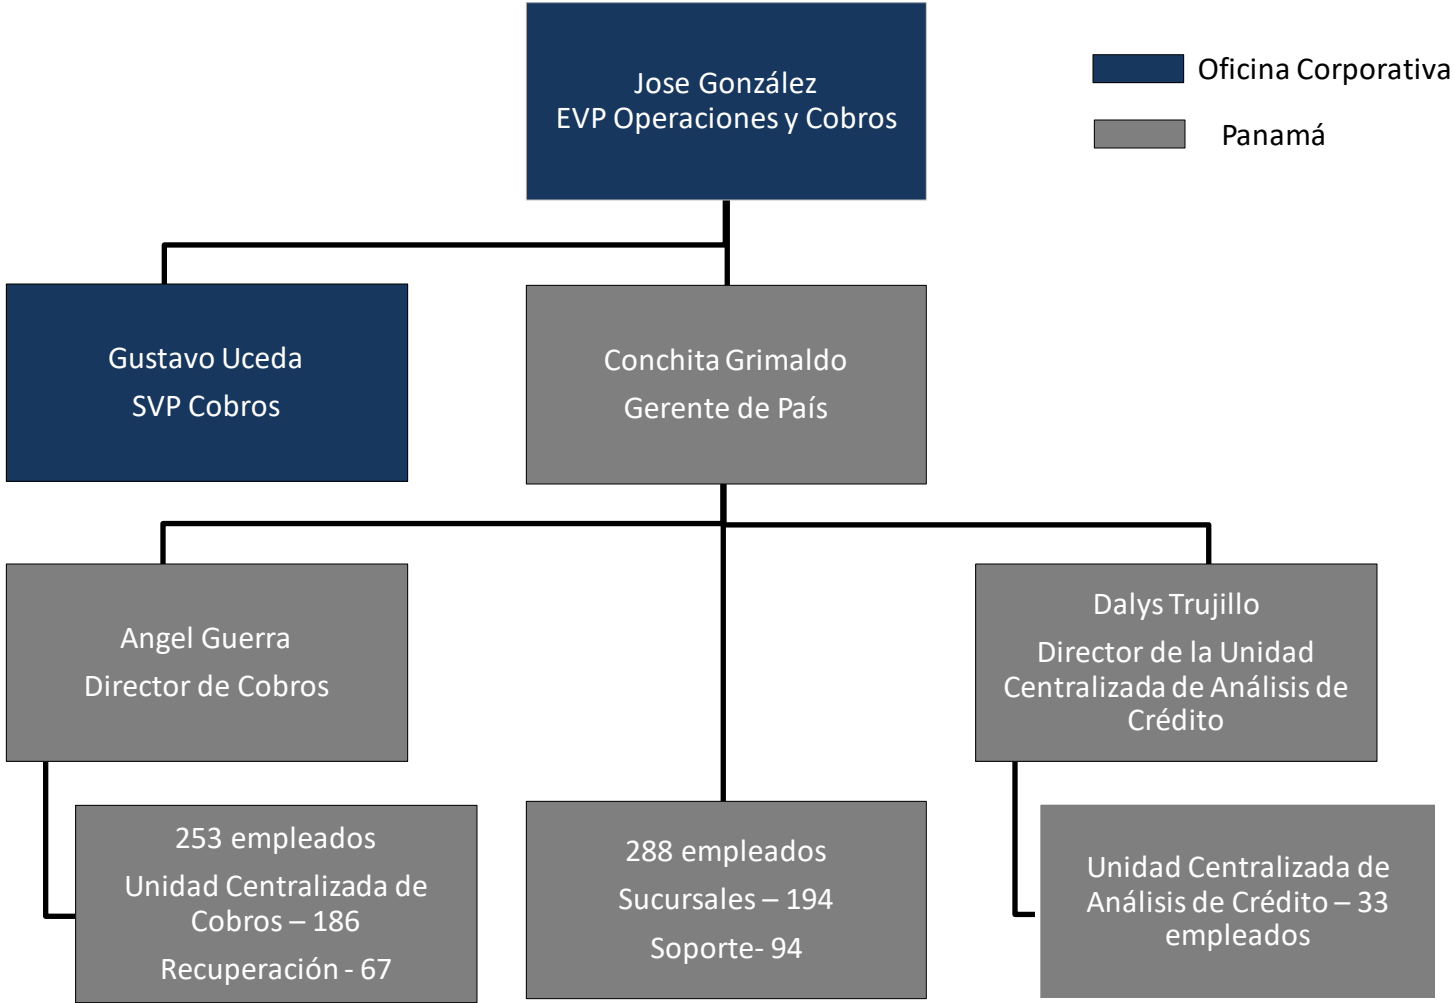 Jose González
EVP Operaciones y Cobros
Oficina Corporativa
Panamá
Gustavo Uceda
SVP Cobros
Conchita Grimaldo
Gerente de País
Angel Guerra
Director de Cobros
Dalys Trujillo
Director de la Unidad
Centralizada de Análisis de
Crédito
253 empleados
Unidad Centralizada de
Cobros – 186
Recuperación - 67
288 empleados
Sucursales – 194
Soporte- 94
Unidad Centralizada de
Análisis de Crédito – 33
empleados